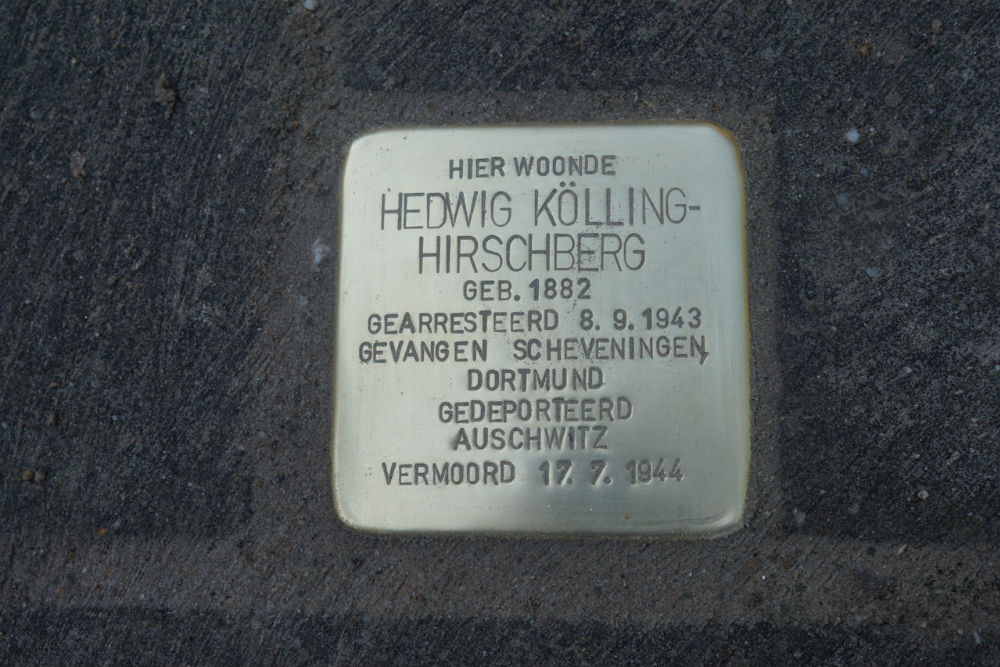 HIER WOONDE
HEDWIG KÖLLING-
HIRSCHBERG
GEB. 1882
GEARRESTEERD 8.9.1943
GEVANGEN SCHEVENINGEN,
DORTMUND
GEDEPORTEERD
AUSCHWITZ
VERMOORD 17.7.1944